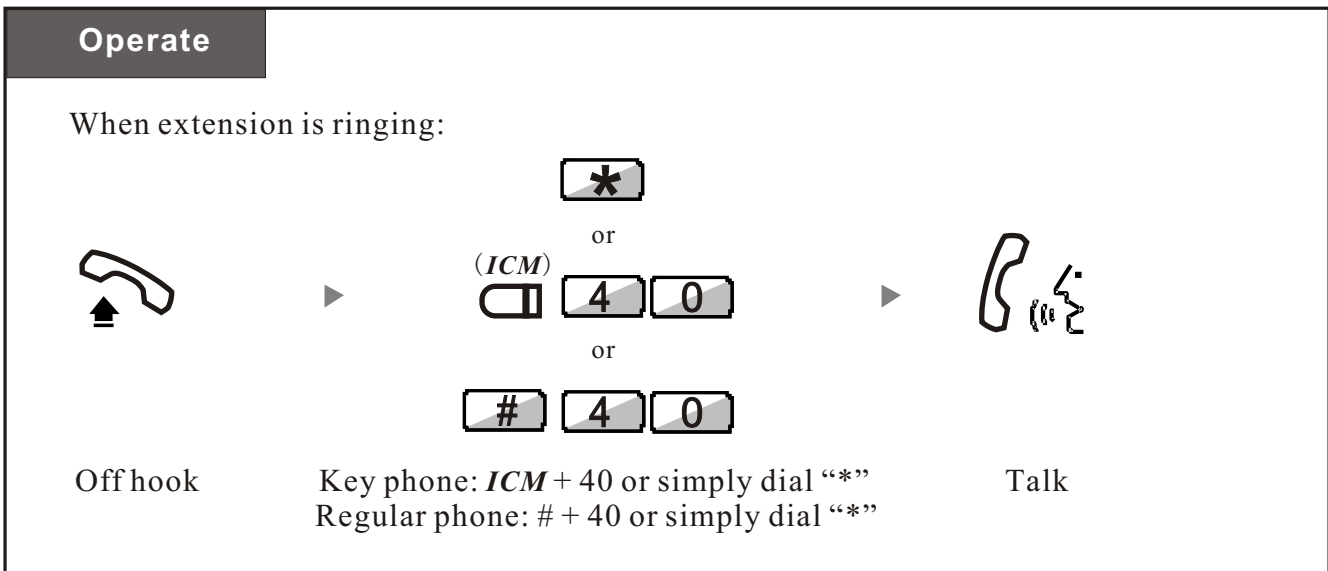 Operate
When extension is ringing:
*
or
(ICM)
4 0
or
# 4 0
Off hook
Key phone: ICM + 40 or simply dial “*”
Regular phone: # + 40 or simply dial “*”
Talk